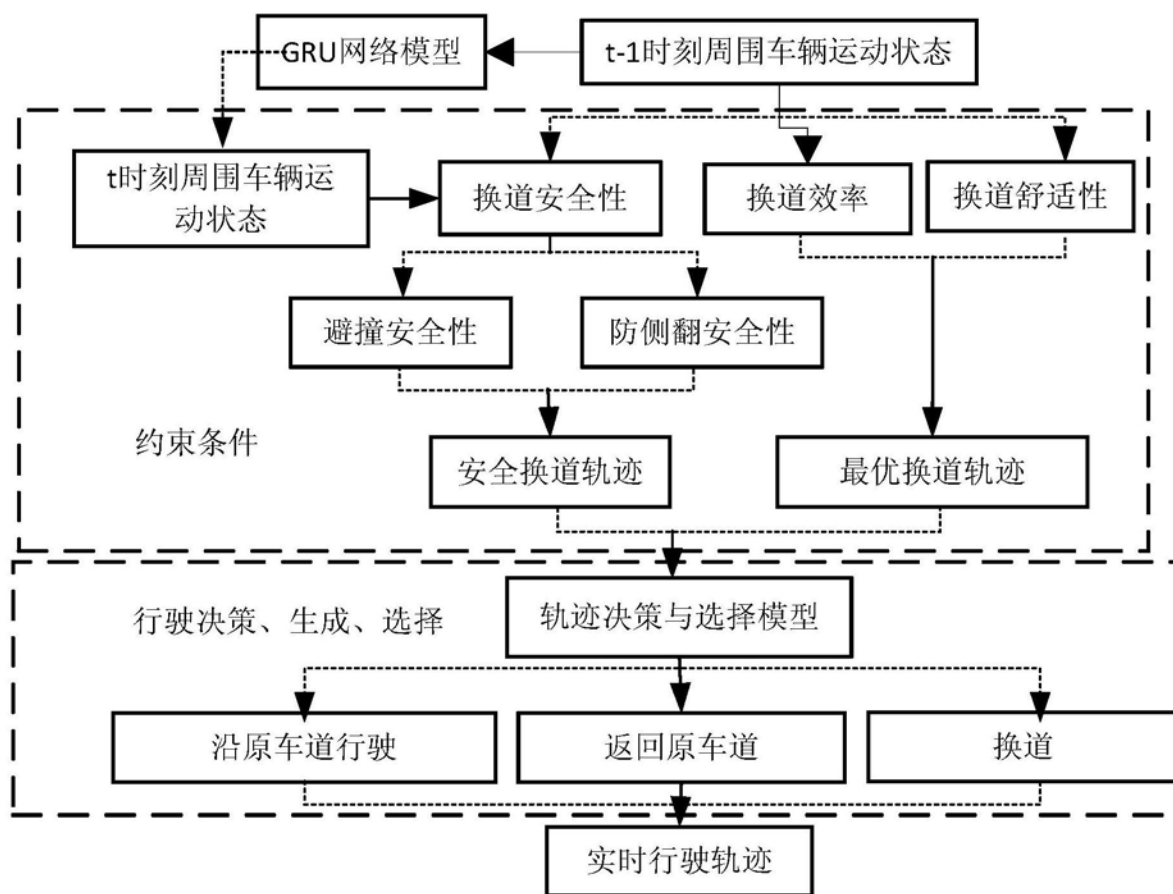 GRU网络模型
t-1时刻周围车辆运动状态
t时刻周围车辆运
动状态
换道安全性
换道效率
换道舒适性
避撞安全性
防侧翻安全性
约束条件
安全换道轨迹
最优换道轨迹
行驶决策、生成、选择
轨迹决策与选择模型
沿原车道行驶
返回原车道
换道
实时行驶轨迹